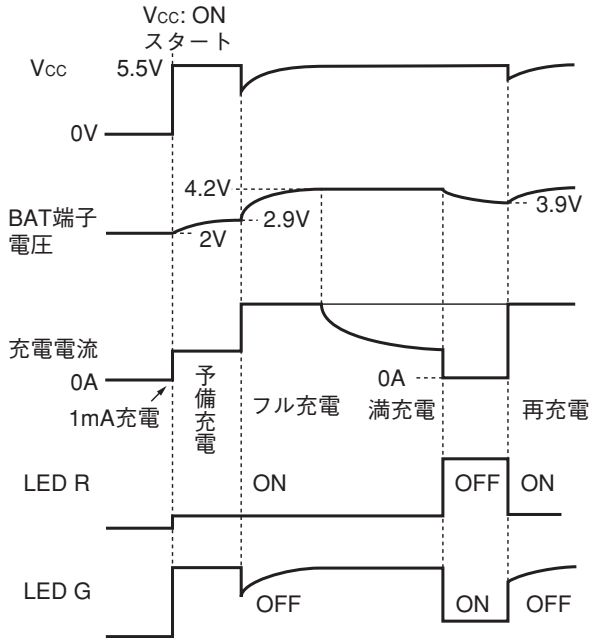 Vcc: ON
スタート
Vcc
5.5V
0V
4.2V
BAT端子
電圧
2V
2.9V
3.9V
充電電流
0A
1mA充電
予備充電
フル充電
0A
満充電
再充電
LED R
ON
OFF
ON
LED G
OFF
ON
OFF